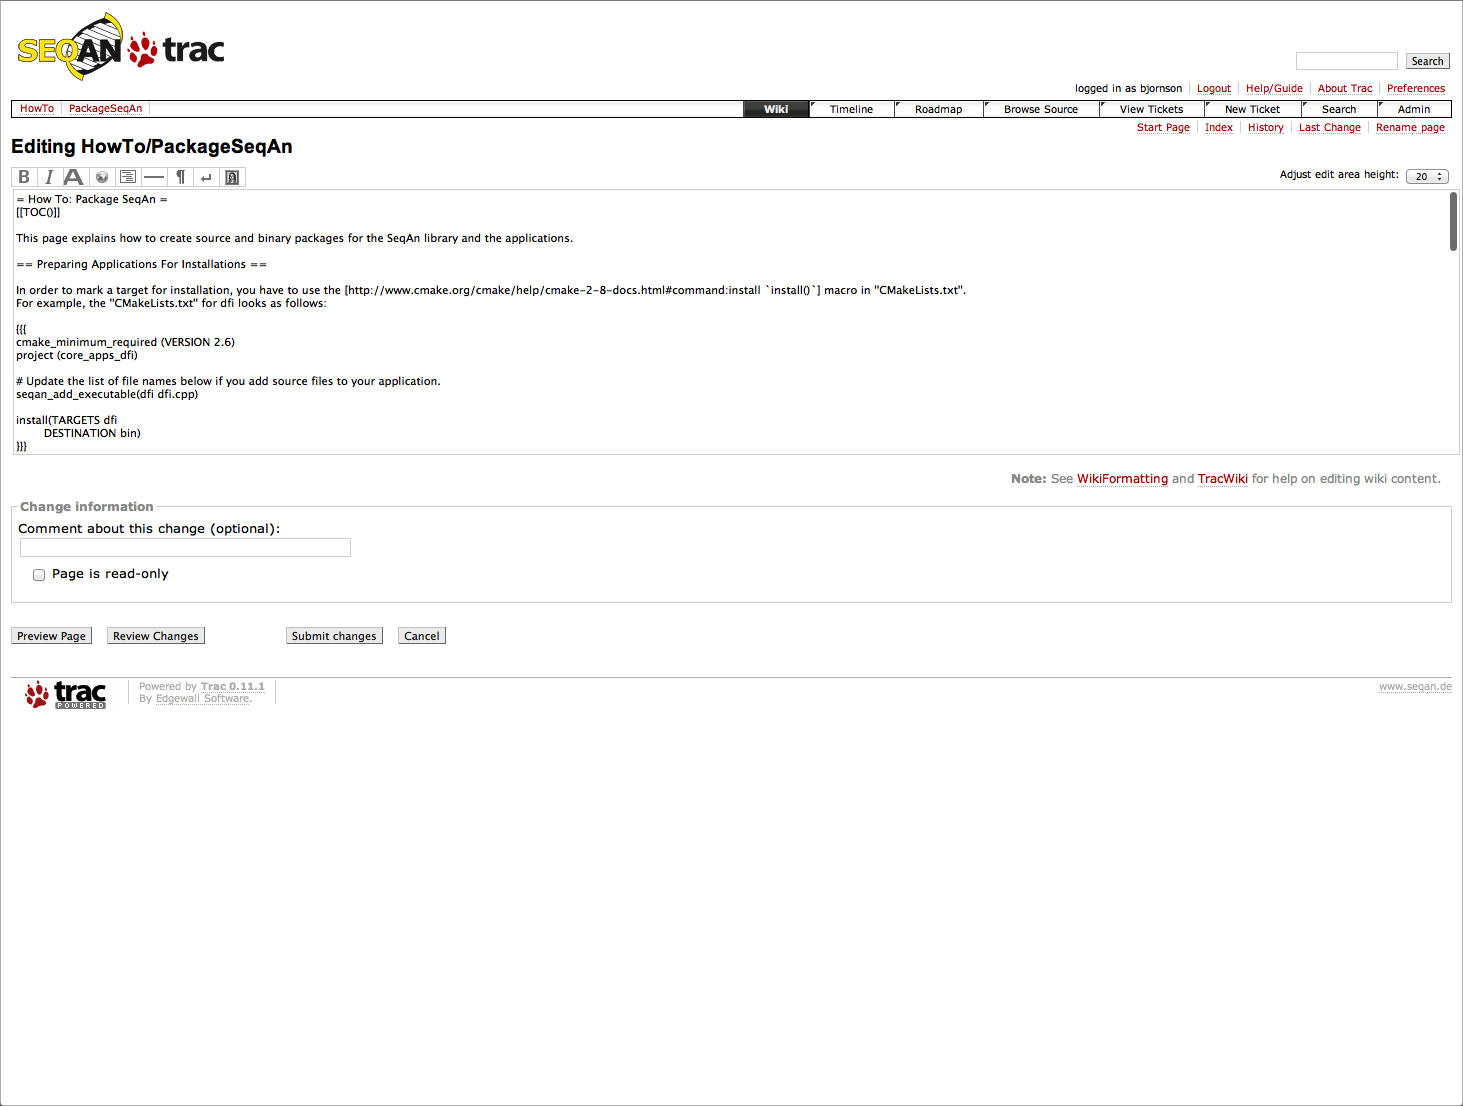 SEQAN trac
Search
logged in as bjornson Logout Help/Guide About Trac Preferences
HowTo PackageSeqAn Wiki Timeline Roadmap Browse Source View Tickets New Ticket Search Admin
Start Page Index History Last Change Rename page
Editing HowTo/PackageSeqAn
B I A ¶ ↵ Adjust edit area height: 20
= How To: Package SeqAn =
[[TOC()]]
This page explains how to create source and binary packages for the SeqAn library and the applications.
== Preparing Applications For Installations ==
In order to mark a target for installation, you have to use the [http://www.cmake.org/cmake/help/cmake-2-8-docs.html#command:install `install()`] macro in "CMakeLists.txt".
For example, the "CMakeLists.txt" for dfi looks as follows:
{{{
cmake_minimum_required (VERSION 2.6)
project (core_apps_dfi)
# Update the list of file names below if you add source files to your application.
seqan_add_executable(dfi dfi.cpp)
install(TARGETS dfi
DESTINATION bin)
}}}
Note: See WikiFormatting and TracWiki for help on editing wiki content.
Change information
Comment about this change (optional):
Page is read-only
Preview Page Review Changes Submit changes Cancel
trac POWERED Powered by Trac 0.11.1 www.seqan.de
By Edgewall Software.